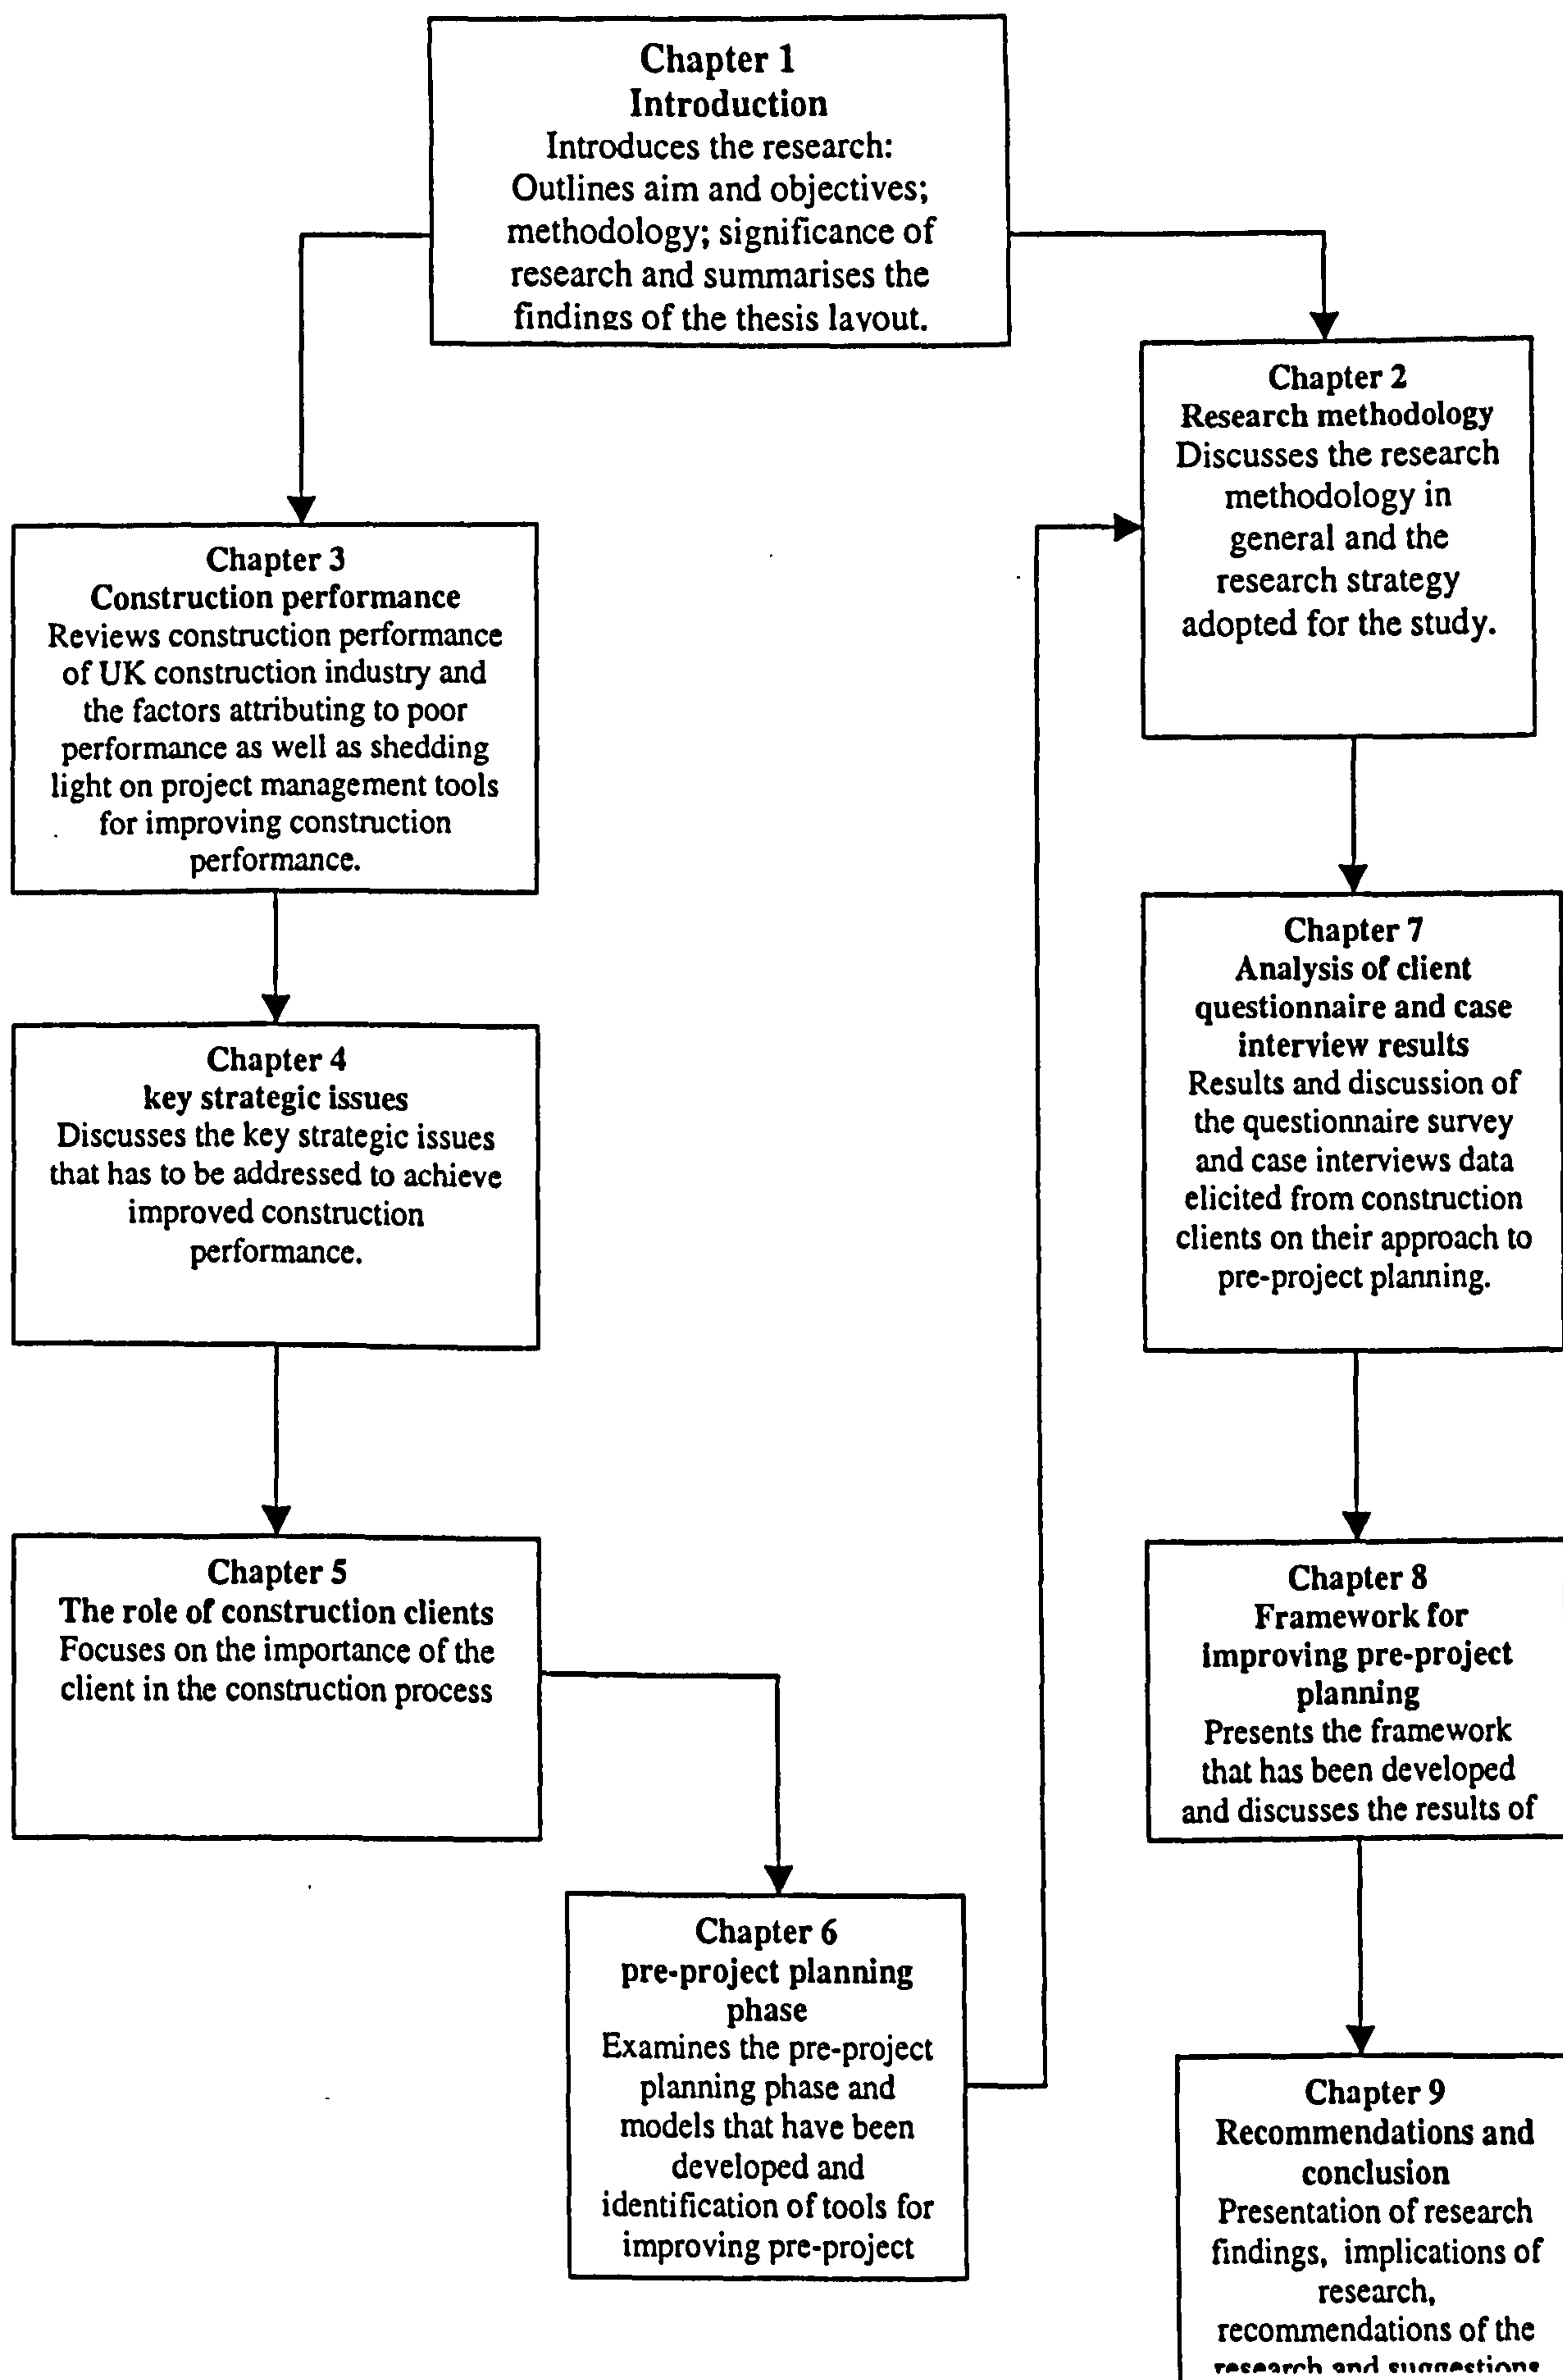 Chapter 1
Introduction
Introduces the research:
Outlines aim and objectives;
methodology; significance of
research and summarises the
findings of the thesis layout.
Chapter 2
Research methodology
Discusses the research
methodology in
general and the
research strategy
adopted for the study.
Chapter 3
Construction performance
Reviews construction performance
of UK construction industry and
the factors attributing to poor
performance as well as shedding
light on project management tools
for improving construction
performance.
Chapter 4
key strategic issues
Discusses the key strategic issues
that has to be addressed to achieve
improved construction
performance.
Chapter 5
The role of construction clients
Focuses on the importance of the
client in the construction process
Chapter 6
pre-project planning
phase
Examines the pre-project
planning phase and
models that have been
developed and
identification of tools for
improving pre-project
Chapter 7
Analysis of client
questionnaire and case
interview results
Results and discussion of
the questionnaire survey
and case interviews data
elicited from construction
clients on their approach to
pre-project planning.
Chapter 8
Framework for
improving pre-project
planning
Presents the framework
that has been developed
and discusses the results of
Chapter 9
Recommendations and
conclusion
Presentation of research
findings, implications of
research,
recommendations of the
research and suggestions